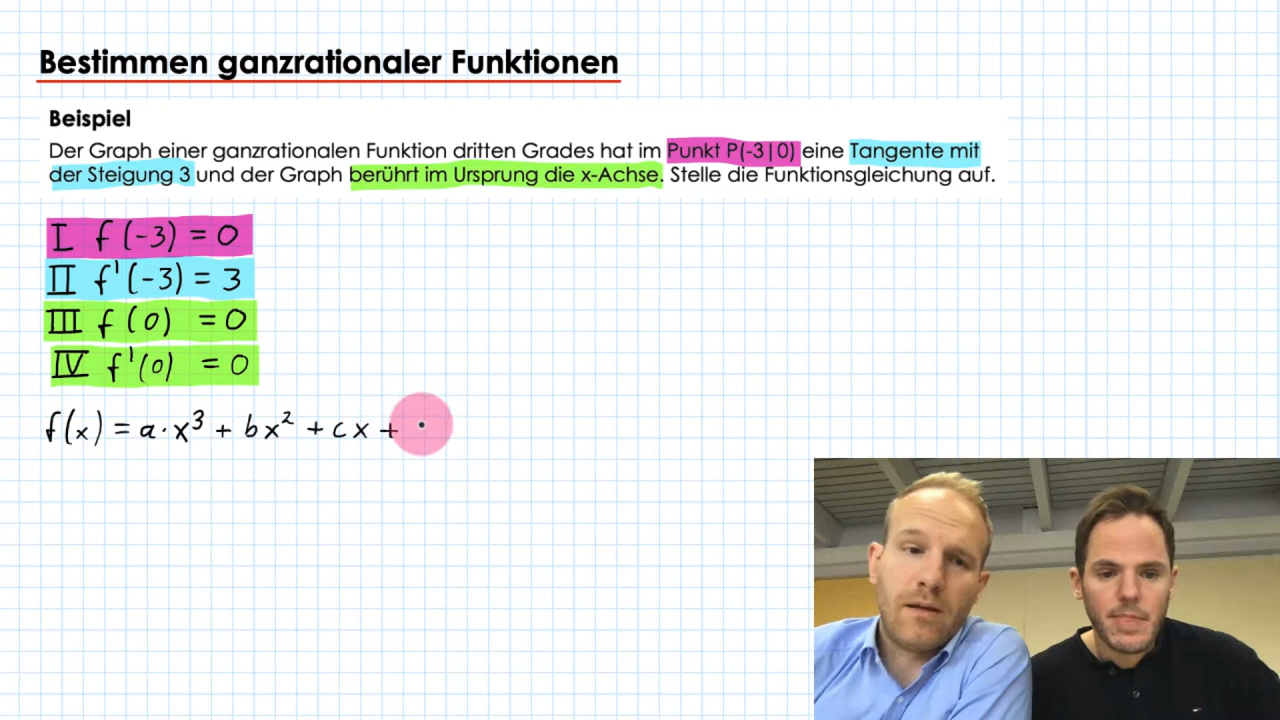 Bestimmen ganzrationaler Funktionen
Beispiel
Der Graph einer ganzrationalen Funktion dritten Grades hat im Punkt P(-3|0) eine Tangente mit
der Steigung 3 und der Graph berührt im Ursprung die x-Achse. Stelle die Funktionsgleichung auf.
I f(-3) = 0
II f'(-3) = 3
III f(0) = 0
IV f'(0) = 0
f(x) = a·x³ + bx² + cx +